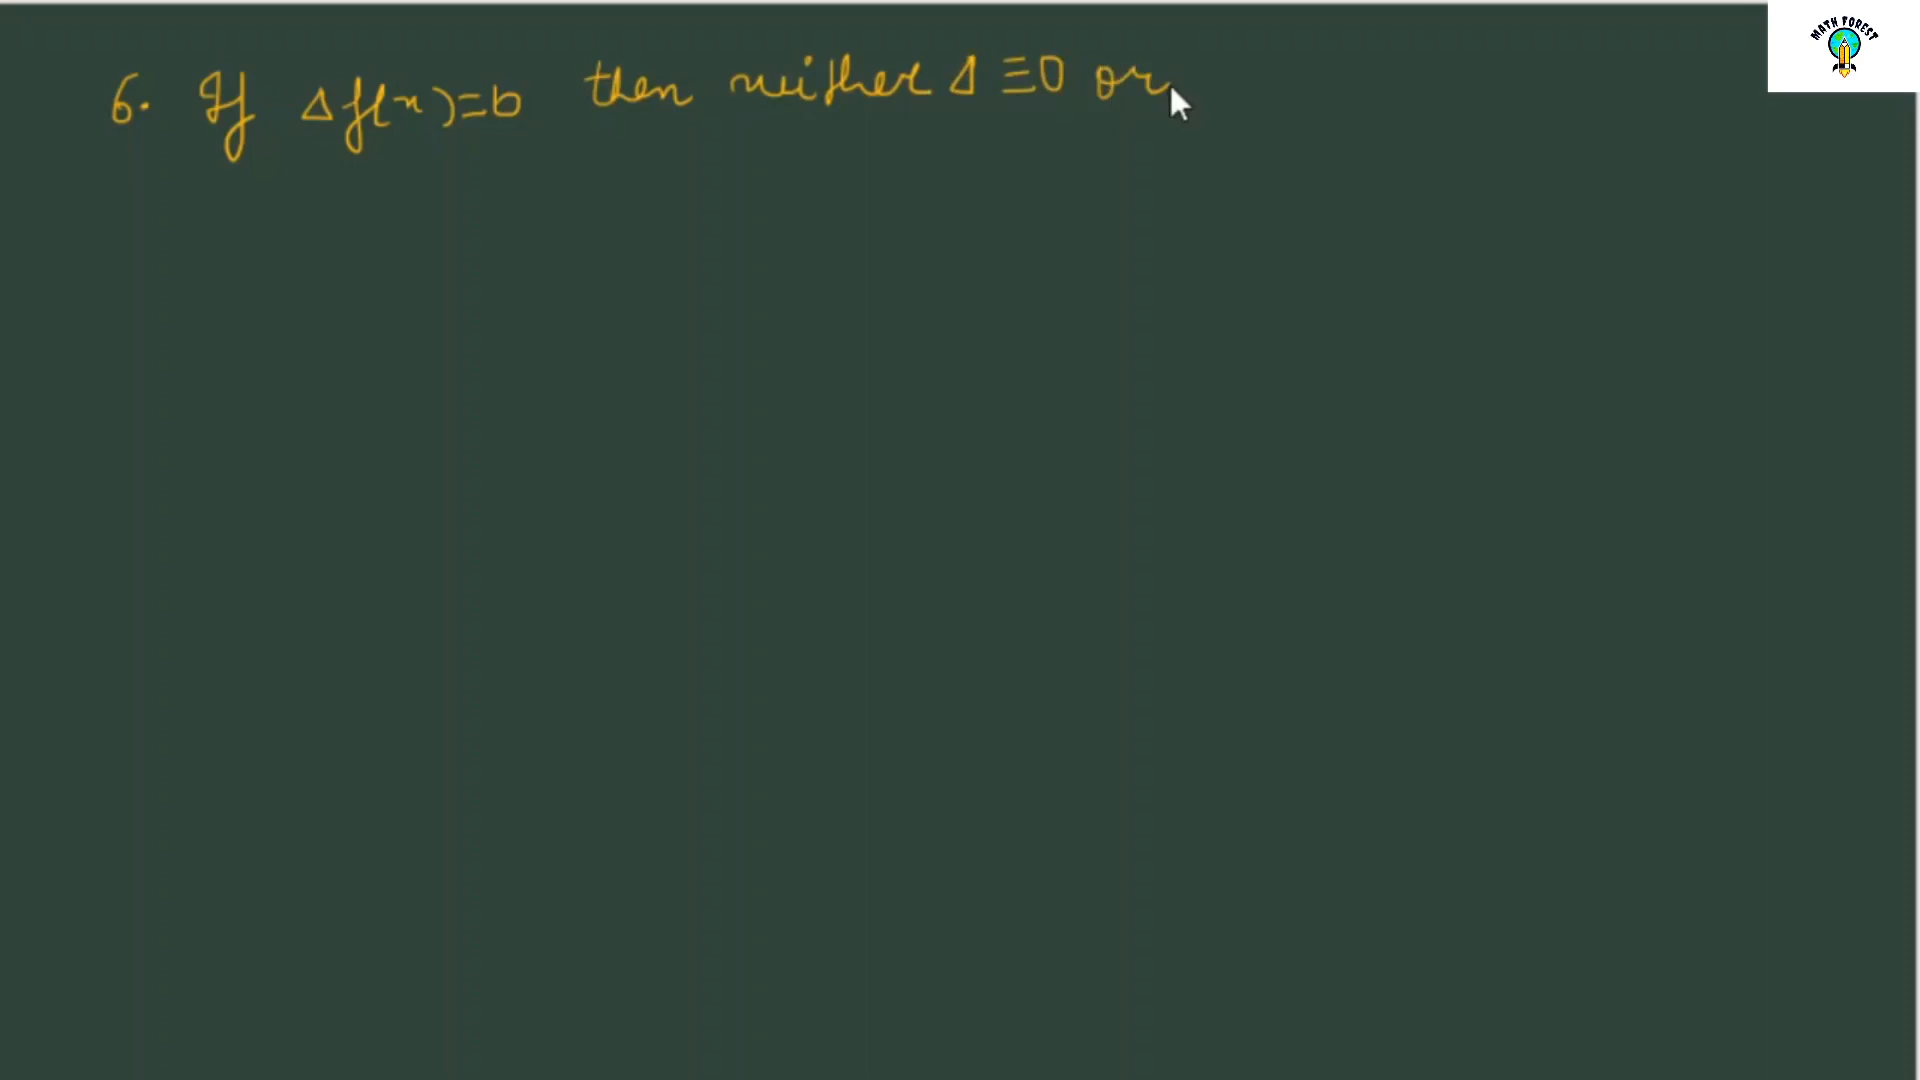 6. If Δf(x)=0 then neither Δ ≡0 or
MATH FOREST